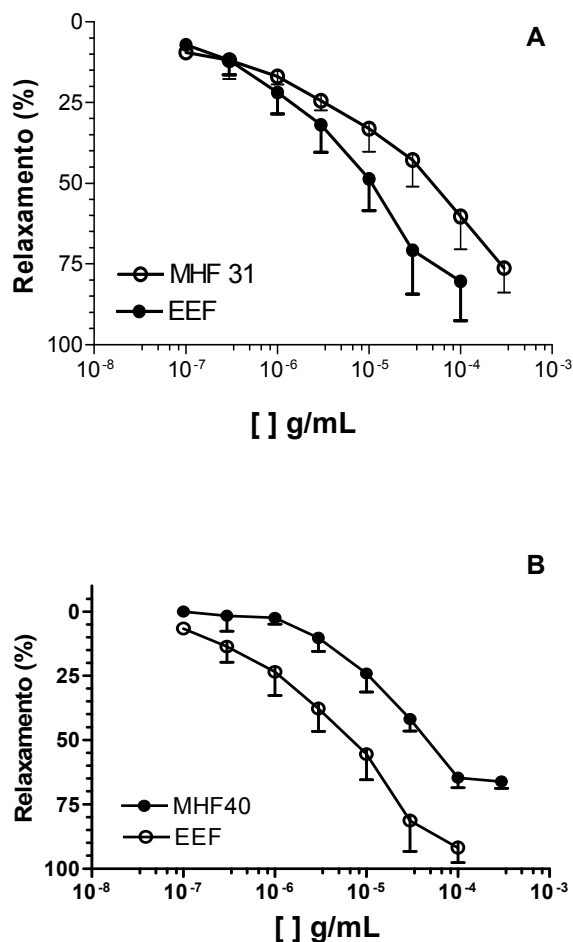 A
Relaxamento (%)
0
25
50
75
100
MHF 31
EEF
10-8
10-7
10-6
10-5
10-4
10-3
[ ] g/mL
B
Relaxamento (%)
0
25
50
75
100
MHF40
EEF
10-8
10-7
10-6
10-5
10-4
10-3
[ ] g/mL